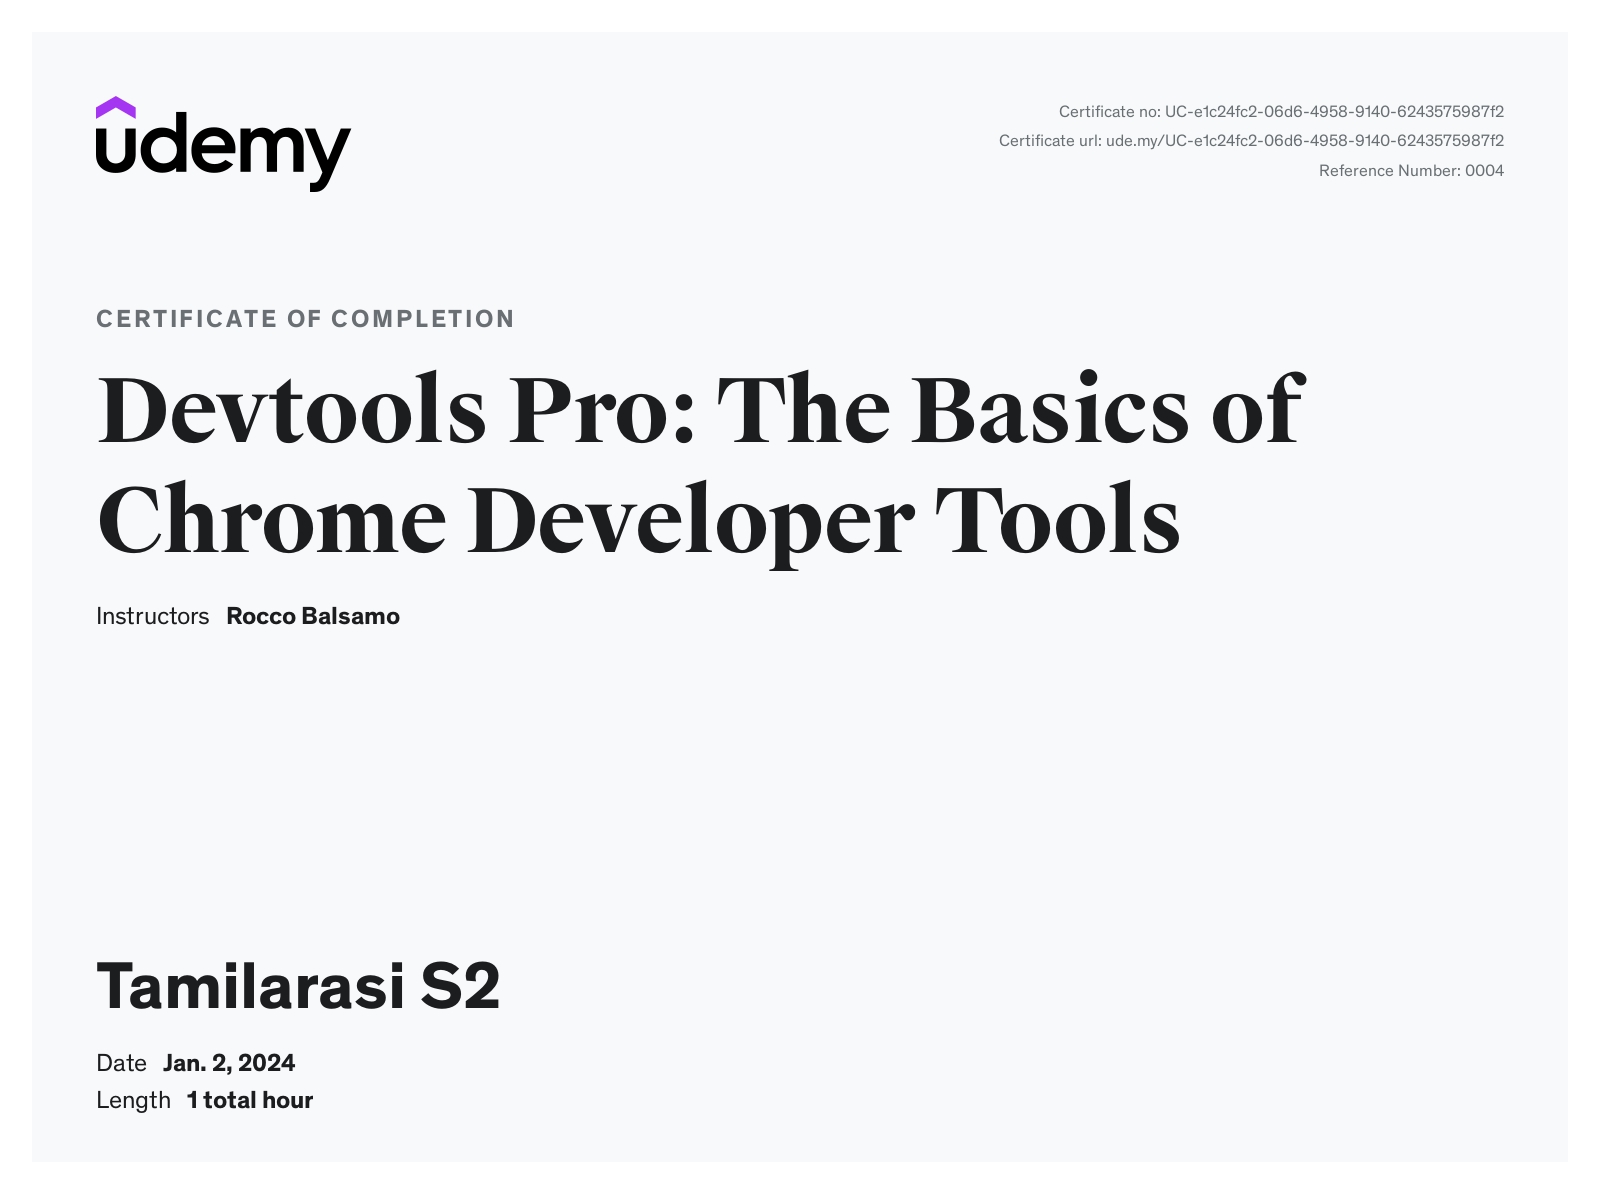 udemy
Certificate no: UC-e1c24fc2-06d6-4958-9140-6243575987f2
Certificate url: ude.my/UC-e1c24fc2-06d6-4958-9140-6243575987f2
Reference Number: 0004
CERTIFICATE OF COMPLETION
Devtools Pro: The Basics of
Chrome Developer Tools
Instructors Rocco Balsamo
Tamilarasi S2
Date Jan. 2, 2024
Length 1 total hour